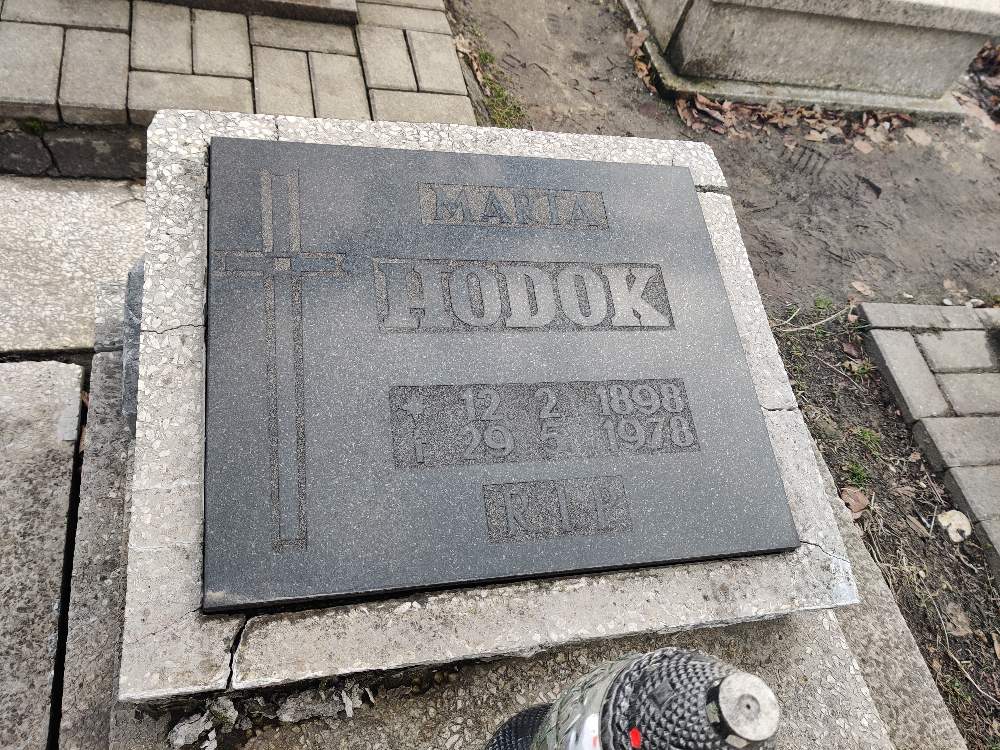 MARIA
HODOK
* 12 2 1898
† 29 5 1978
R.I.P